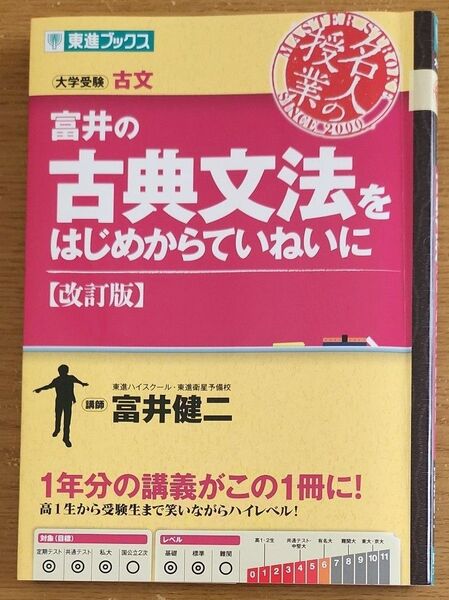 東進ブックス
大学受験 古文
MASTER STROKE
名人の授業
SINCE 2000
富井の
古典文法を
はじめからていねいに
【改訂版】
東進ハイスクール・東進衛星予備校
講師 富井健二
1年分の講義がこの1冊に!
高1生から受験生まで笑いながらハイレベル!
対象(目標)
定期テスト 共通テスト 私大 国公立2次
◎ ◎ ◎ ○
レベル
基礎 標準 難関
◎ ◎ ○
高1・2生 共通テスト・中堅大 有名大 難関大 東大・京大
0 1 2 3 4 5 6 7 8 9 10 11